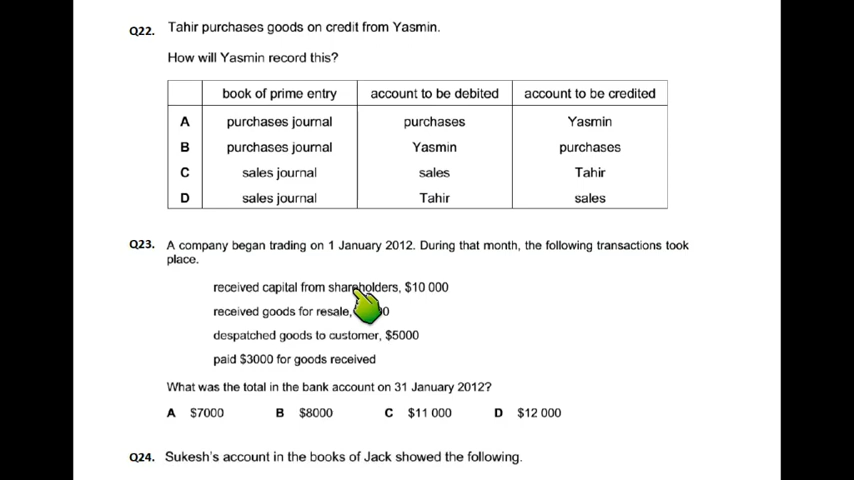 Q22. Tahir purchases goods on credit from Yasmin.
How will Yasmin record this?
book of prime entry account to be debited account to be credited
A purchases journal purchases Yasmin
B purchases journal Yasmin purchases
C sales journal sales Tahir
D sales journal Tahir sales
Q23. A company began trading on 1 January 2012. During that month, the following transactions took
place.
received capital from shareholders, $10 000
received goods for resale,
despatched goods to customer, $5000
paid $3000 for goods received
What was the total in the bank account on 31 January 2012?
A $7000 B $8000 C $11 000 D $12 000
Q24. Sukesh's account in the books of Jack showed the following.